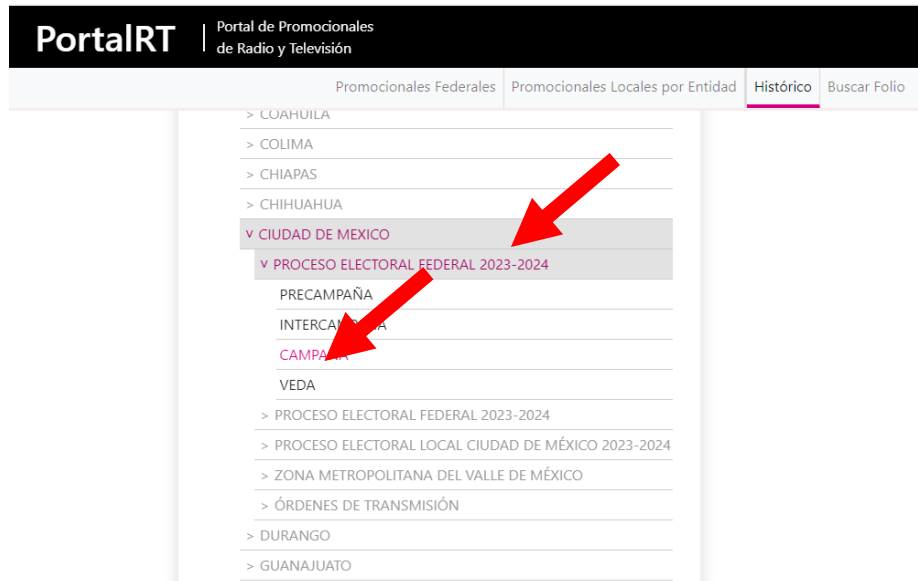 PortalRT
Portal de Promocionales
de Radio y Televisión
Promocionales Federales
Promocionales Locales por Entidad
Histórico
Buscar Folio
> COAHUILA
> COLIMA
> CHIAPAS
> CHIHUAHUA
v CIUDAD DE MEXICO
v PROCESO ELECTORAL FEDERAL 2023-2024
PRECAMPAÑA
INTERCAMPAÑA
CAMPAÑA
VEDA
> PROCESO ELECTORAL FEDERAL 2023-2024
> PROCESO ELECTORAL LOCAL CIUDAD DE MÉXICO 2023-2024
> ZONA METROPOLITANA DEL VALLE DE MÉXICO
> ÓRDENES DE TRANSMISIÓN
> DURANGO
> GUANAJUATO